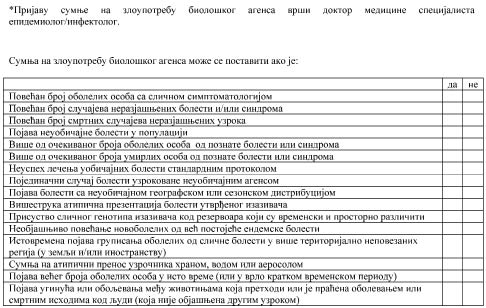 *Пријаву сумње на злоупотребу биолошког агенса врши доктор медицине специјалиста
епидемиолог/инфектолог.
Сумња на злоупотребу биолошког агенса може се поставити ако је:
да не
Повећан број оболелих особа са сличном симптоматологијом
Повећан број случајева неразјашњених болести и/или синдрома
Повећан број смртних случајева неразјашњених узрока
Појава неуобичајне болести у популацији
Више од очекиваног броја оболелих особа од познате болести или синдрома
Више од очекиваног броја умирлих особа од познате болести или синдрома
Неуспех лечења уобичајних болести стандардним протоколом
Појединачни случај болести узроковане неуобичајним агенсом
Појава болести са неуобичајном географском или сезонском дистрибуцијом
Вишеструка атипична презентација болести утврђеног изазивача
Присуство сличног генотипа изазивача код резервоара који су временски и просторно различити
Необјашњиво повећање новооболелих од већ постојеће ендемске болести
Истовремена појава груписања оболелих од сличне болести у више територијално неповезаних
регија (у земљи и/или иностранству)
Сумња на атипични пренос узрочника храном, водом или аеросолом
Појава већег броја оболелих особа у исто време (или у врло кратком временском периоду)
Појава угинућа или обољевања међу животињама која претходи или је праћена оболевањем или
смртним исходима код људи (која није објашњена другим узроком)